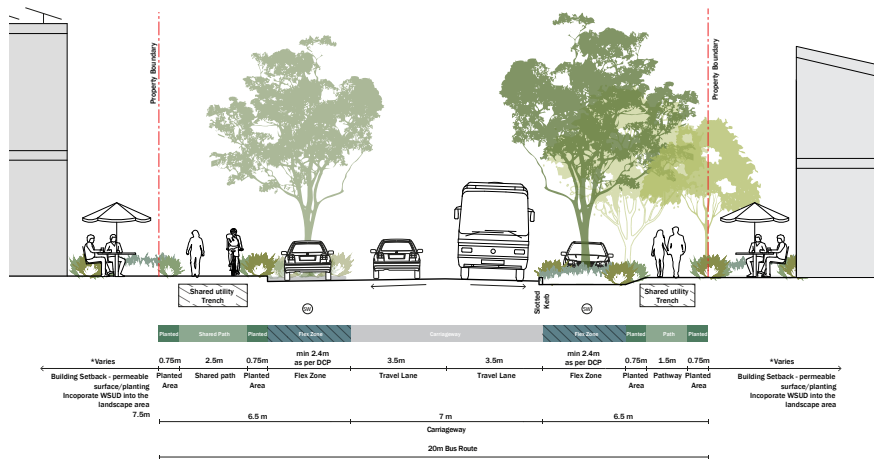 Property Boundary
Property Boundary
Shared utility
Trench
SW
Slotted
Kerb
SW
Shared utility
Trench
Planted
Shared Path
Planted
Flex Zone
Carriageway
Flex Zone
Planted
Path
Planted
*Varies
0.75m
2.5m
0.75m
min 2.4m
as per DCP
3.5m
3.5m
min 2.4m
as per DCP
0.75m
1.5m
0.75m
*Varies
Building Setback - permeable
surface/planting
Incoporate WSUD into the
landscape area
7.5m
Planted
Area
Shared path
Planted
Area
Flex Zone
Travel Lane
Travel Lane
Flex Zone
Planted
Area
Pathway
Planted
Area
Building Setback - permeable
surface/planting
Incoporate WSUD into the
landscape area
6.5 m
7 m
6.5 m
Carriageway
20m Bus Route